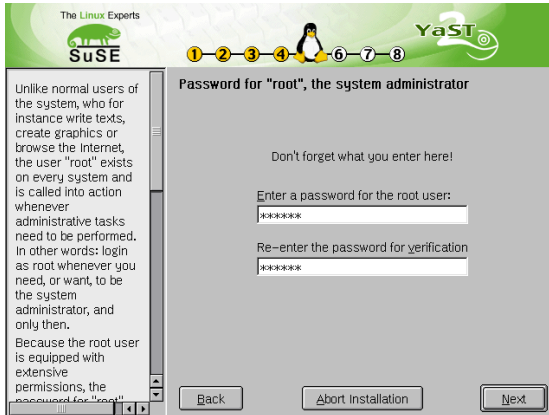 The Linux Experts
SuSE
1 2 3 4 6 7 8
YaST
2
Unlike normal users of
the system, who for
instance write texts,
create graphics or
browse the Internet,
the user "root" exists
on every system and
is called into action
whenever
administrative tasks
need to be performed.
In other words: login
as root whenever you
need, or want, to be
the system
administrator, and
only then.
Because the root user
is equipped with
extensive
permissions, the
password for "root"
Password for "root", the system administrator
Don't forget what you enter here!
Enter a password for the root user:
******
Re-enter the password for verification
******
Back
Abort Installation
Next